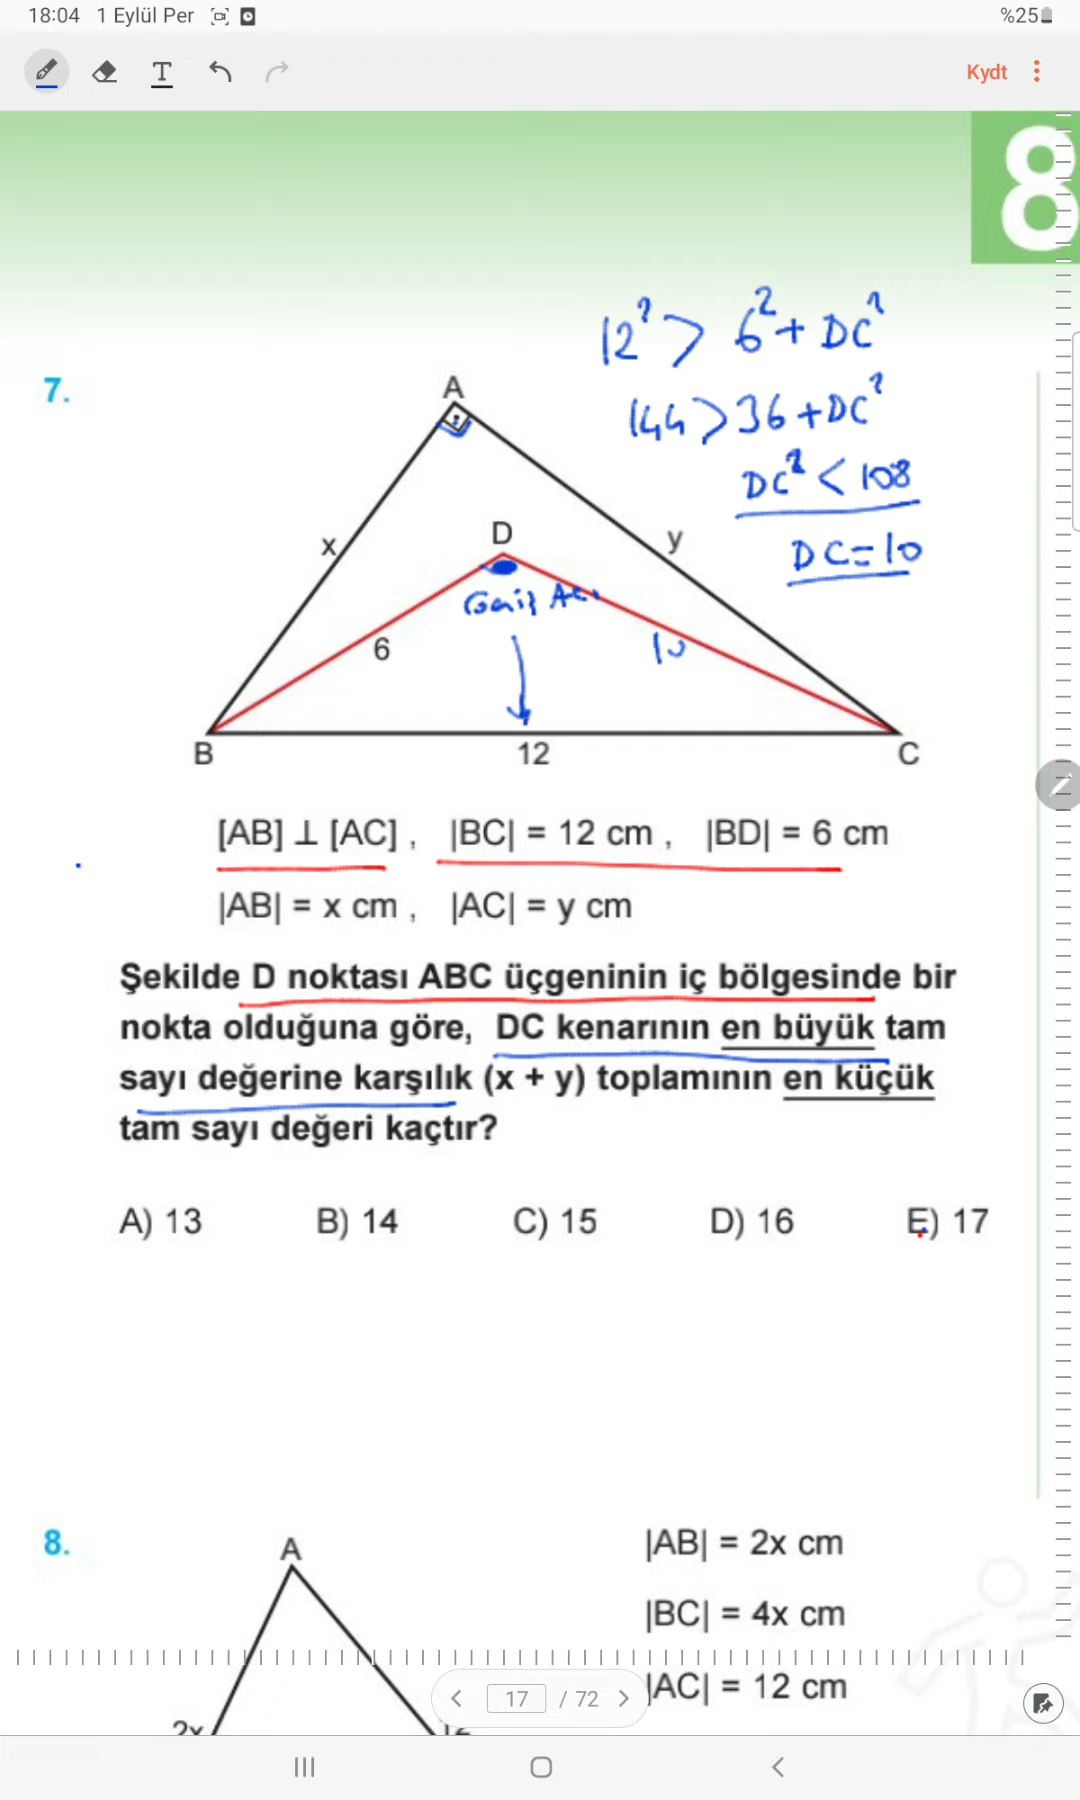 18:04 1 Eylül Per
%25
T
Kydt
8
12² > 6² + DC²
7.
A
144 > 36 + DC²
DC² < 108
D
x
y
DC = 10
Geniş Açı
6
10
B
12
C
[AB] ⊥ [AC] , |BC| = 12 cm , |BD| = 6 cm
|AB| = x cm , |AC| = y cm
Şekilde D noktası ABC üçgeninin iç bölgesinde bir
nokta olduğuna göre, DC kenarının en büyük tam
sayı değerine karşılık (x + y) toplamının en küçük
tam sayı değeri kaçtır?
A) 13 B) 14 C) 15 D) 16 E) 17
8.
A
|AB| = 2x cm
|BC| = 4x cm
|AC| = 12 cm
2x
12
17 / 72